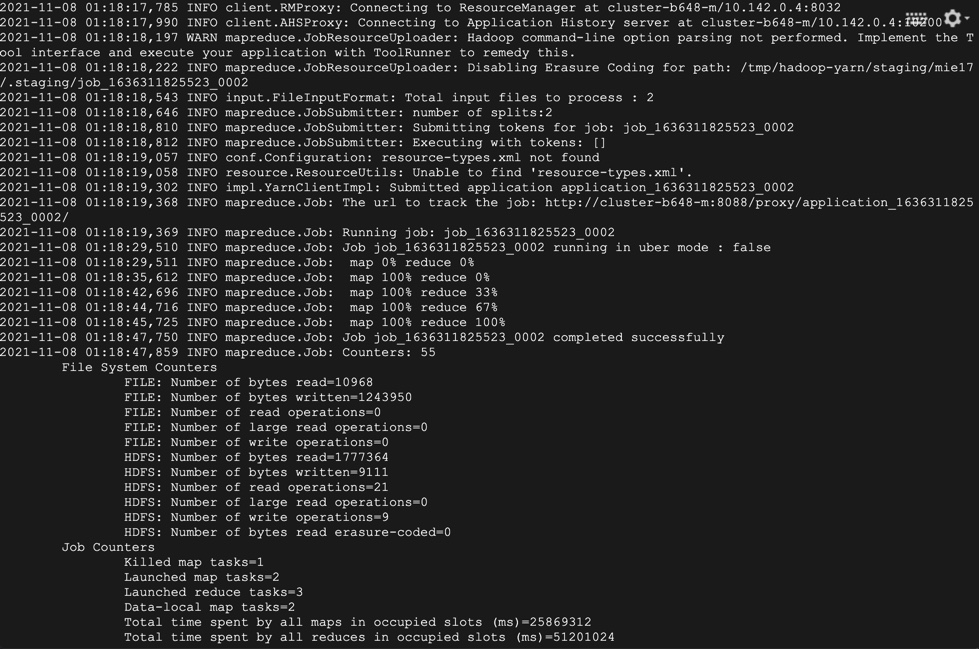 2021-11-08 01:18:17,785 INFO client.RMProxy: Connecting to ResourceManager at cluster-b648-m/10.142.0.4:8032
2021-11-08 01:18:17,990 INFO client.AHSProxy: Connecting to Application History server at cluster-b648-m/10.142.0.4:10200
2021-11-08 01:18:18,197 WARN mapreduce.JobResourceUploader: Hadoop command-line option parsing not performed. Implement the T
ool interface and execute your application with ToolRunner to remedy this.
2021-11-08 01:18:18,222 INFO mapreduce.JobResourceUploader: Disabling Erasure Coding for path: /tmp/hadoop-yarn/staging/mie17
/.staging/job_1636311825523_0002
2021-11-08 01:18:18,543 INFO input.FileInputFormat: Total input files to process : 2
2021-11-08 01:18:18,646 INFO mapreduce.JobSubmitter: number of splits:2
2021-11-08 01:18:18,810 INFO mapreduce.JobSubmitter: Submitting tokens for job: job_1636311825523_0002
2021-11-08 01:18:18,812 INFO mapreduce.JobSubmitter: Executing with tokens: []
2021-11-08 01:18:19,057 INFO conf.Configuration: resource-types.xml not found
2021-11-08 01:18:19,058 INFO resource.ResourceUtils: Unable to find 'resource-types.xml'.
2021-11-08 01:18:19,302 INFO impl.YarnClientImpl: Submitted application application_1636311825523_0002
2021-11-08 01:18:19,368 INFO mapreduce.Job: The url to track the job: http://cluster-b648-m:8088/proxy/application_1636311825
523_0002/
2021-11-08 01:18:19,369 INFO mapreduce.Job: Running job: job_1636311825523_0002
2021-11-08 01:18:29,510 INFO mapreduce.Job: Job job_1636311825523_0002 running in uber mode : false
2021-11-08 01:18:29,511 INFO mapreduce.Job:  map 0% reduce 0%
2021-11-08 01:18:35,612 INFO mapreduce.Job:  map 100% reduce 0%
2021-11-08 01:18:42,696 INFO mapreduce.Job:  map 100% reduce 33%
2021-11-08 01:18:44,716 INFO mapreduce.Job:  map 100% reduce 67%
2021-11-08 01:18:45,725 INFO mapreduce.Job:  map 100% reduce 100%
2021-11-08 01:18:47,750 INFO mapreduce.Job: Job job_1636311825523_0002 completed successfully
2021-11-08 01:18:47,859 INFO mapreduce.Job: Counters: 55
File System Counters
FILE: Number of bytes read=10968
FILE: Number of bytes written=1243950
FILE: Number of read operations=0
FILE: Number of large read operations=0
FILE: Number of write operations=0
HDFS: Number of bytes read=1777364
HDFS: Number of bytes written=9111
HDFS: Number of read operations=21
HDFS: Number of large read operations=0
HDFS: Number of write operations=9
HDFS: Number of bytes read erasure-coded=0
Job Counters
Killed map tasks=1
Launched map tasks=2
Launched reduce tasks=3
Data-local map tasks=2
Total time spent by all maps in occupied slots (ms)=25869312
Total time spent by all reduces in occupied slots (ms)=51201024